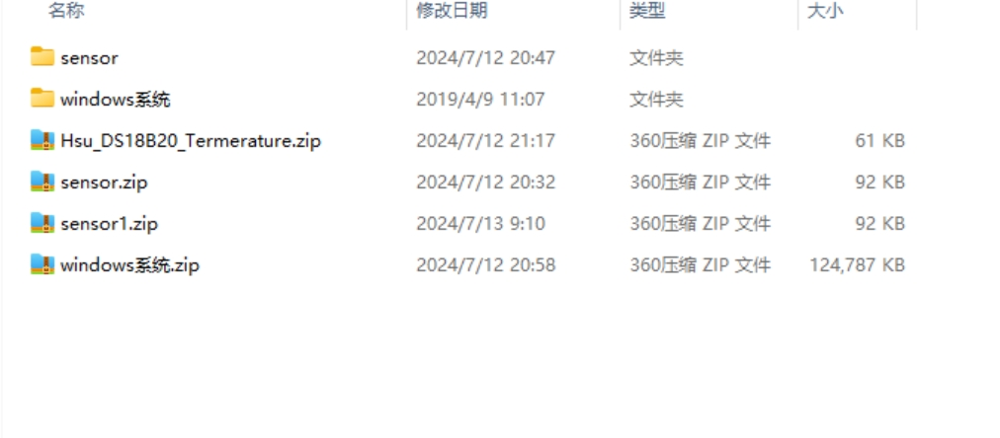 名称 修改日期 类型 大小
sensor 2024/7/12 20:47 文件夹
windows系统 2019/4/9 11:07 文件夹
Hsu_DS18B20_Termerature.zip 2024/7/12 21:17 360压缩 ZIP 文件 61 KB
sensor.zip 2024/7/12 20:32 360压缩 ZIP 文件 92 KB
sensor1.zip 2024/7/13 9:10 360压缩 ZIP 文件 92 KB
windows系统.zip 2024/7/12 20:58 360压缩 ZIP 文件 124,787 KB